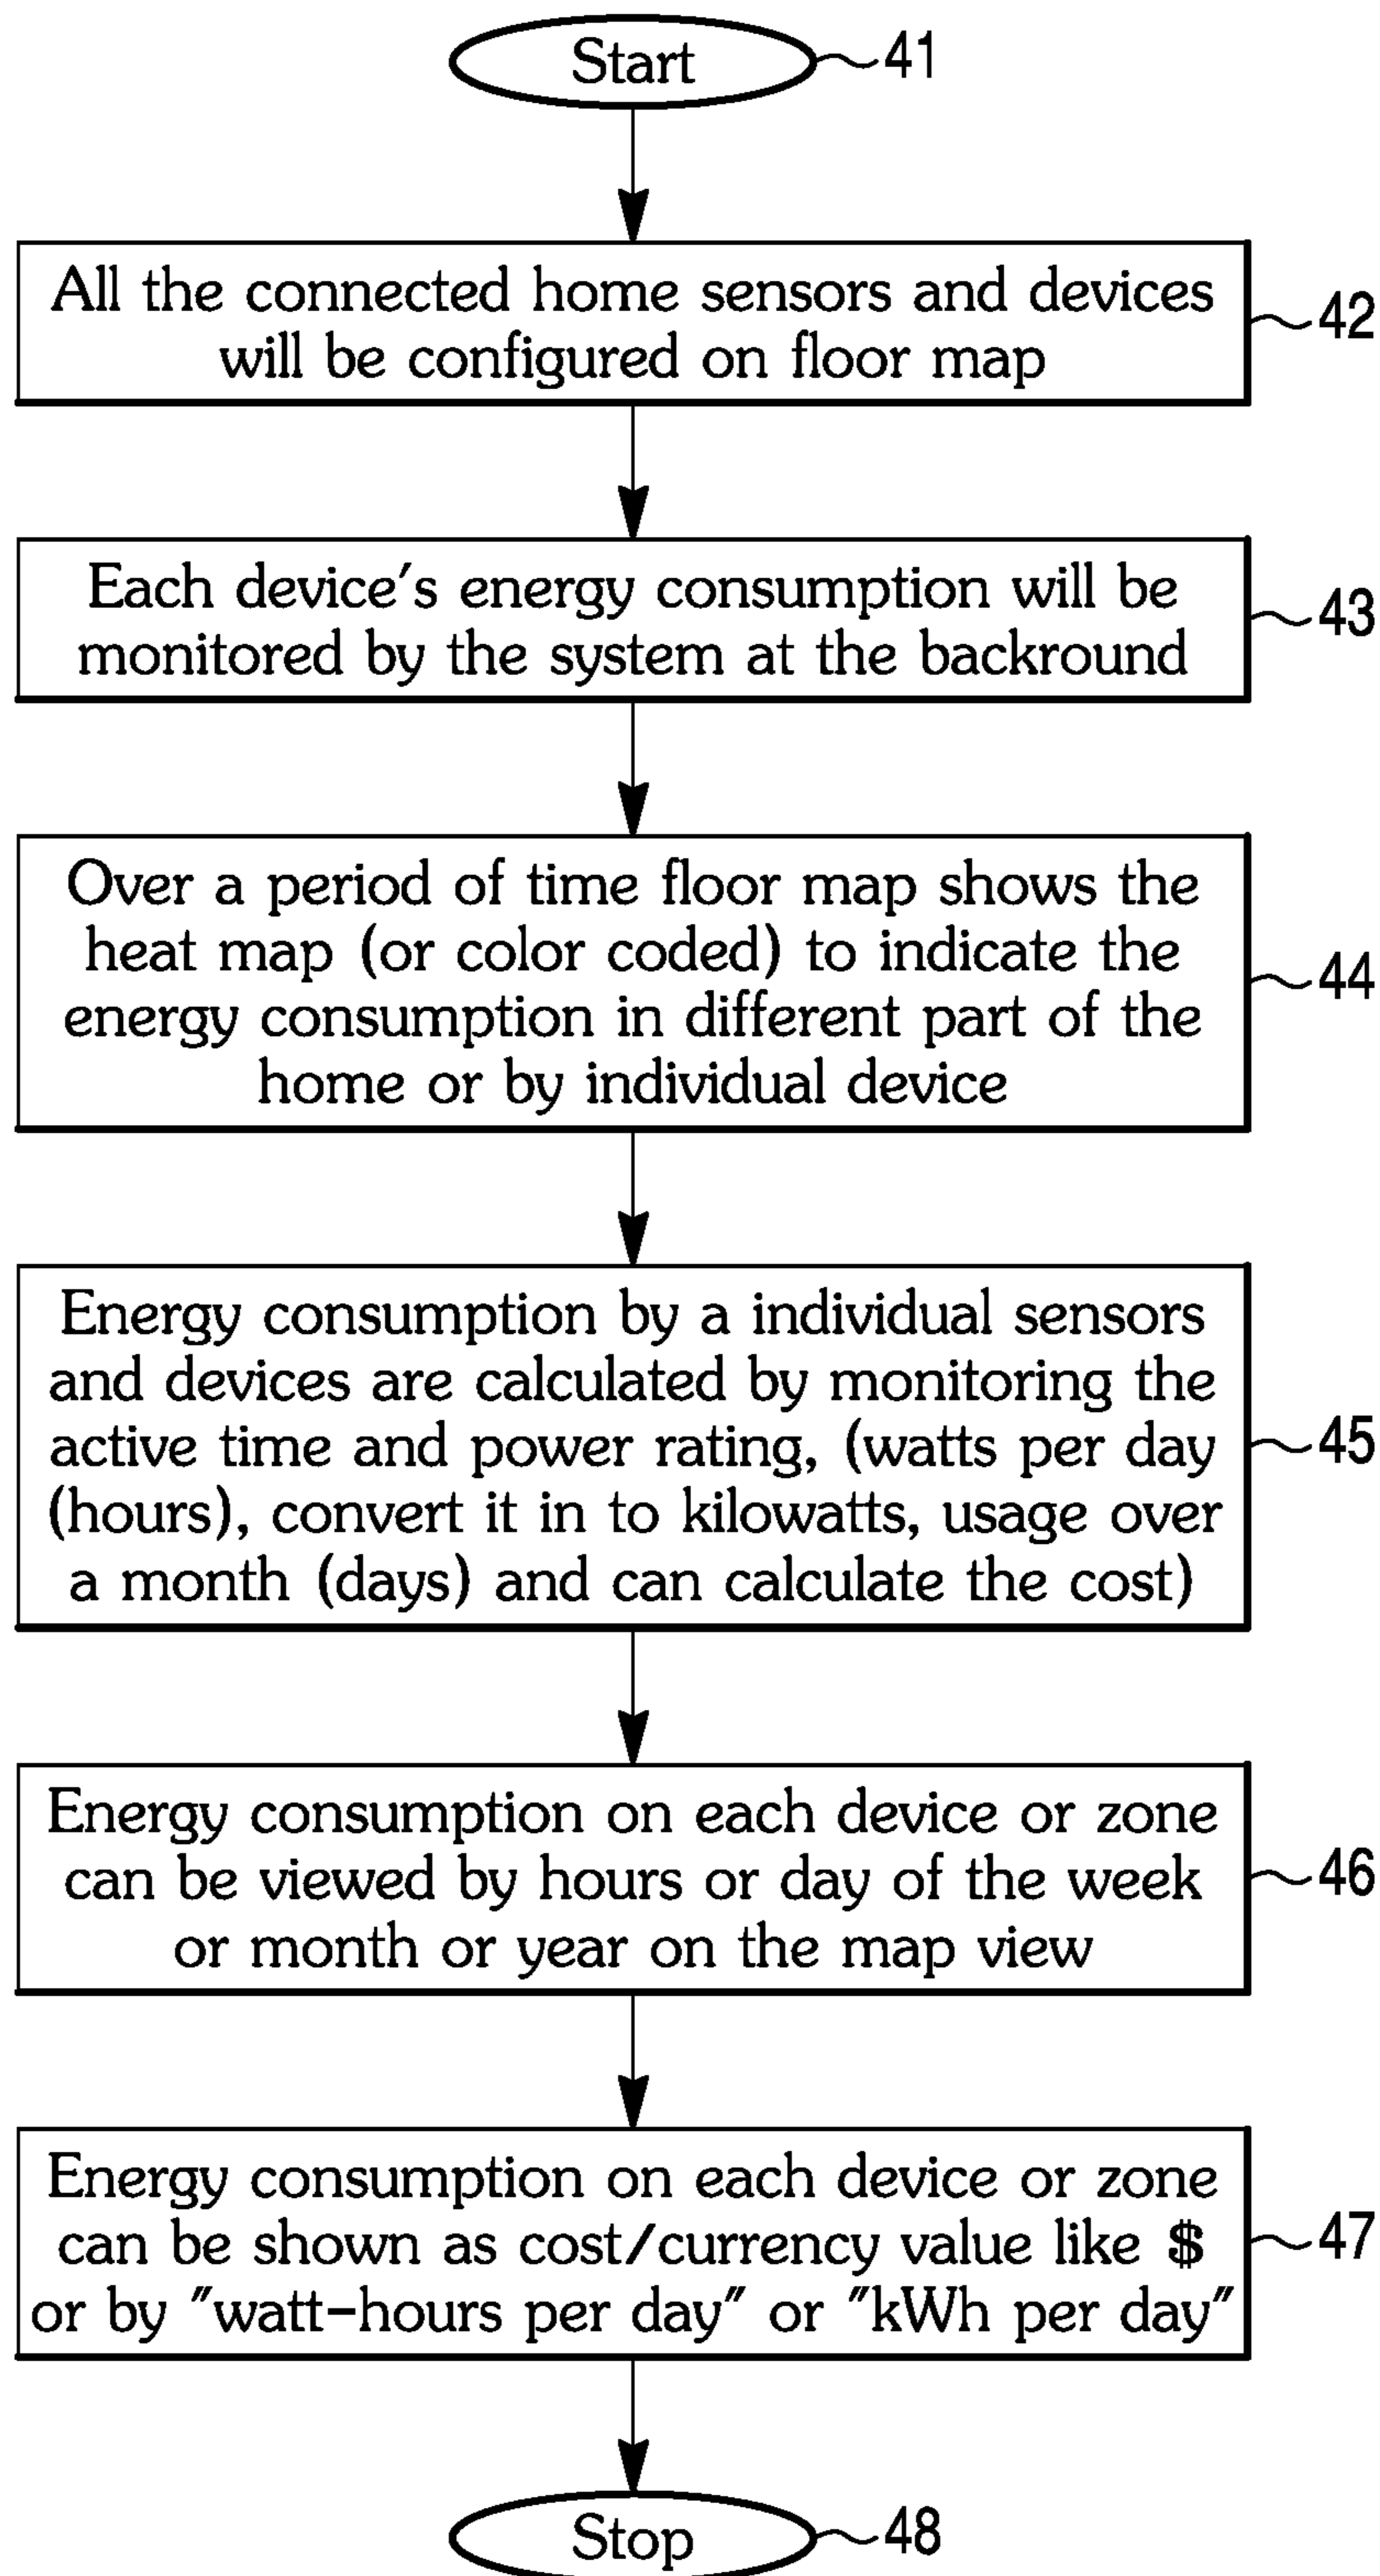 Start
41
All the connected home sensors and devices
will be configured on floor map
42
Each device's energy consumption will be
monitored by the system at the backround
43
Over a period of time floor map shows the
heat map (or color coded) to indicate the
energy consumption in different part of the
home or by individual device
44
Energy consumption by a individual sensors
and devices are calculated by monitoring the
active time and power rating, (watts per day
(hours), convert it in to kilowatts, usage over
a month (days) and can calculate the cost)
45
Energy consumption on each device or zone
can be viewed by hours or day of the week
or month or year on the map view
46
Energy consumption on each device or zone
can be shown as cost/currency value like $
or by "watt-hours per day" or "kWh per day"
47
Stop
48